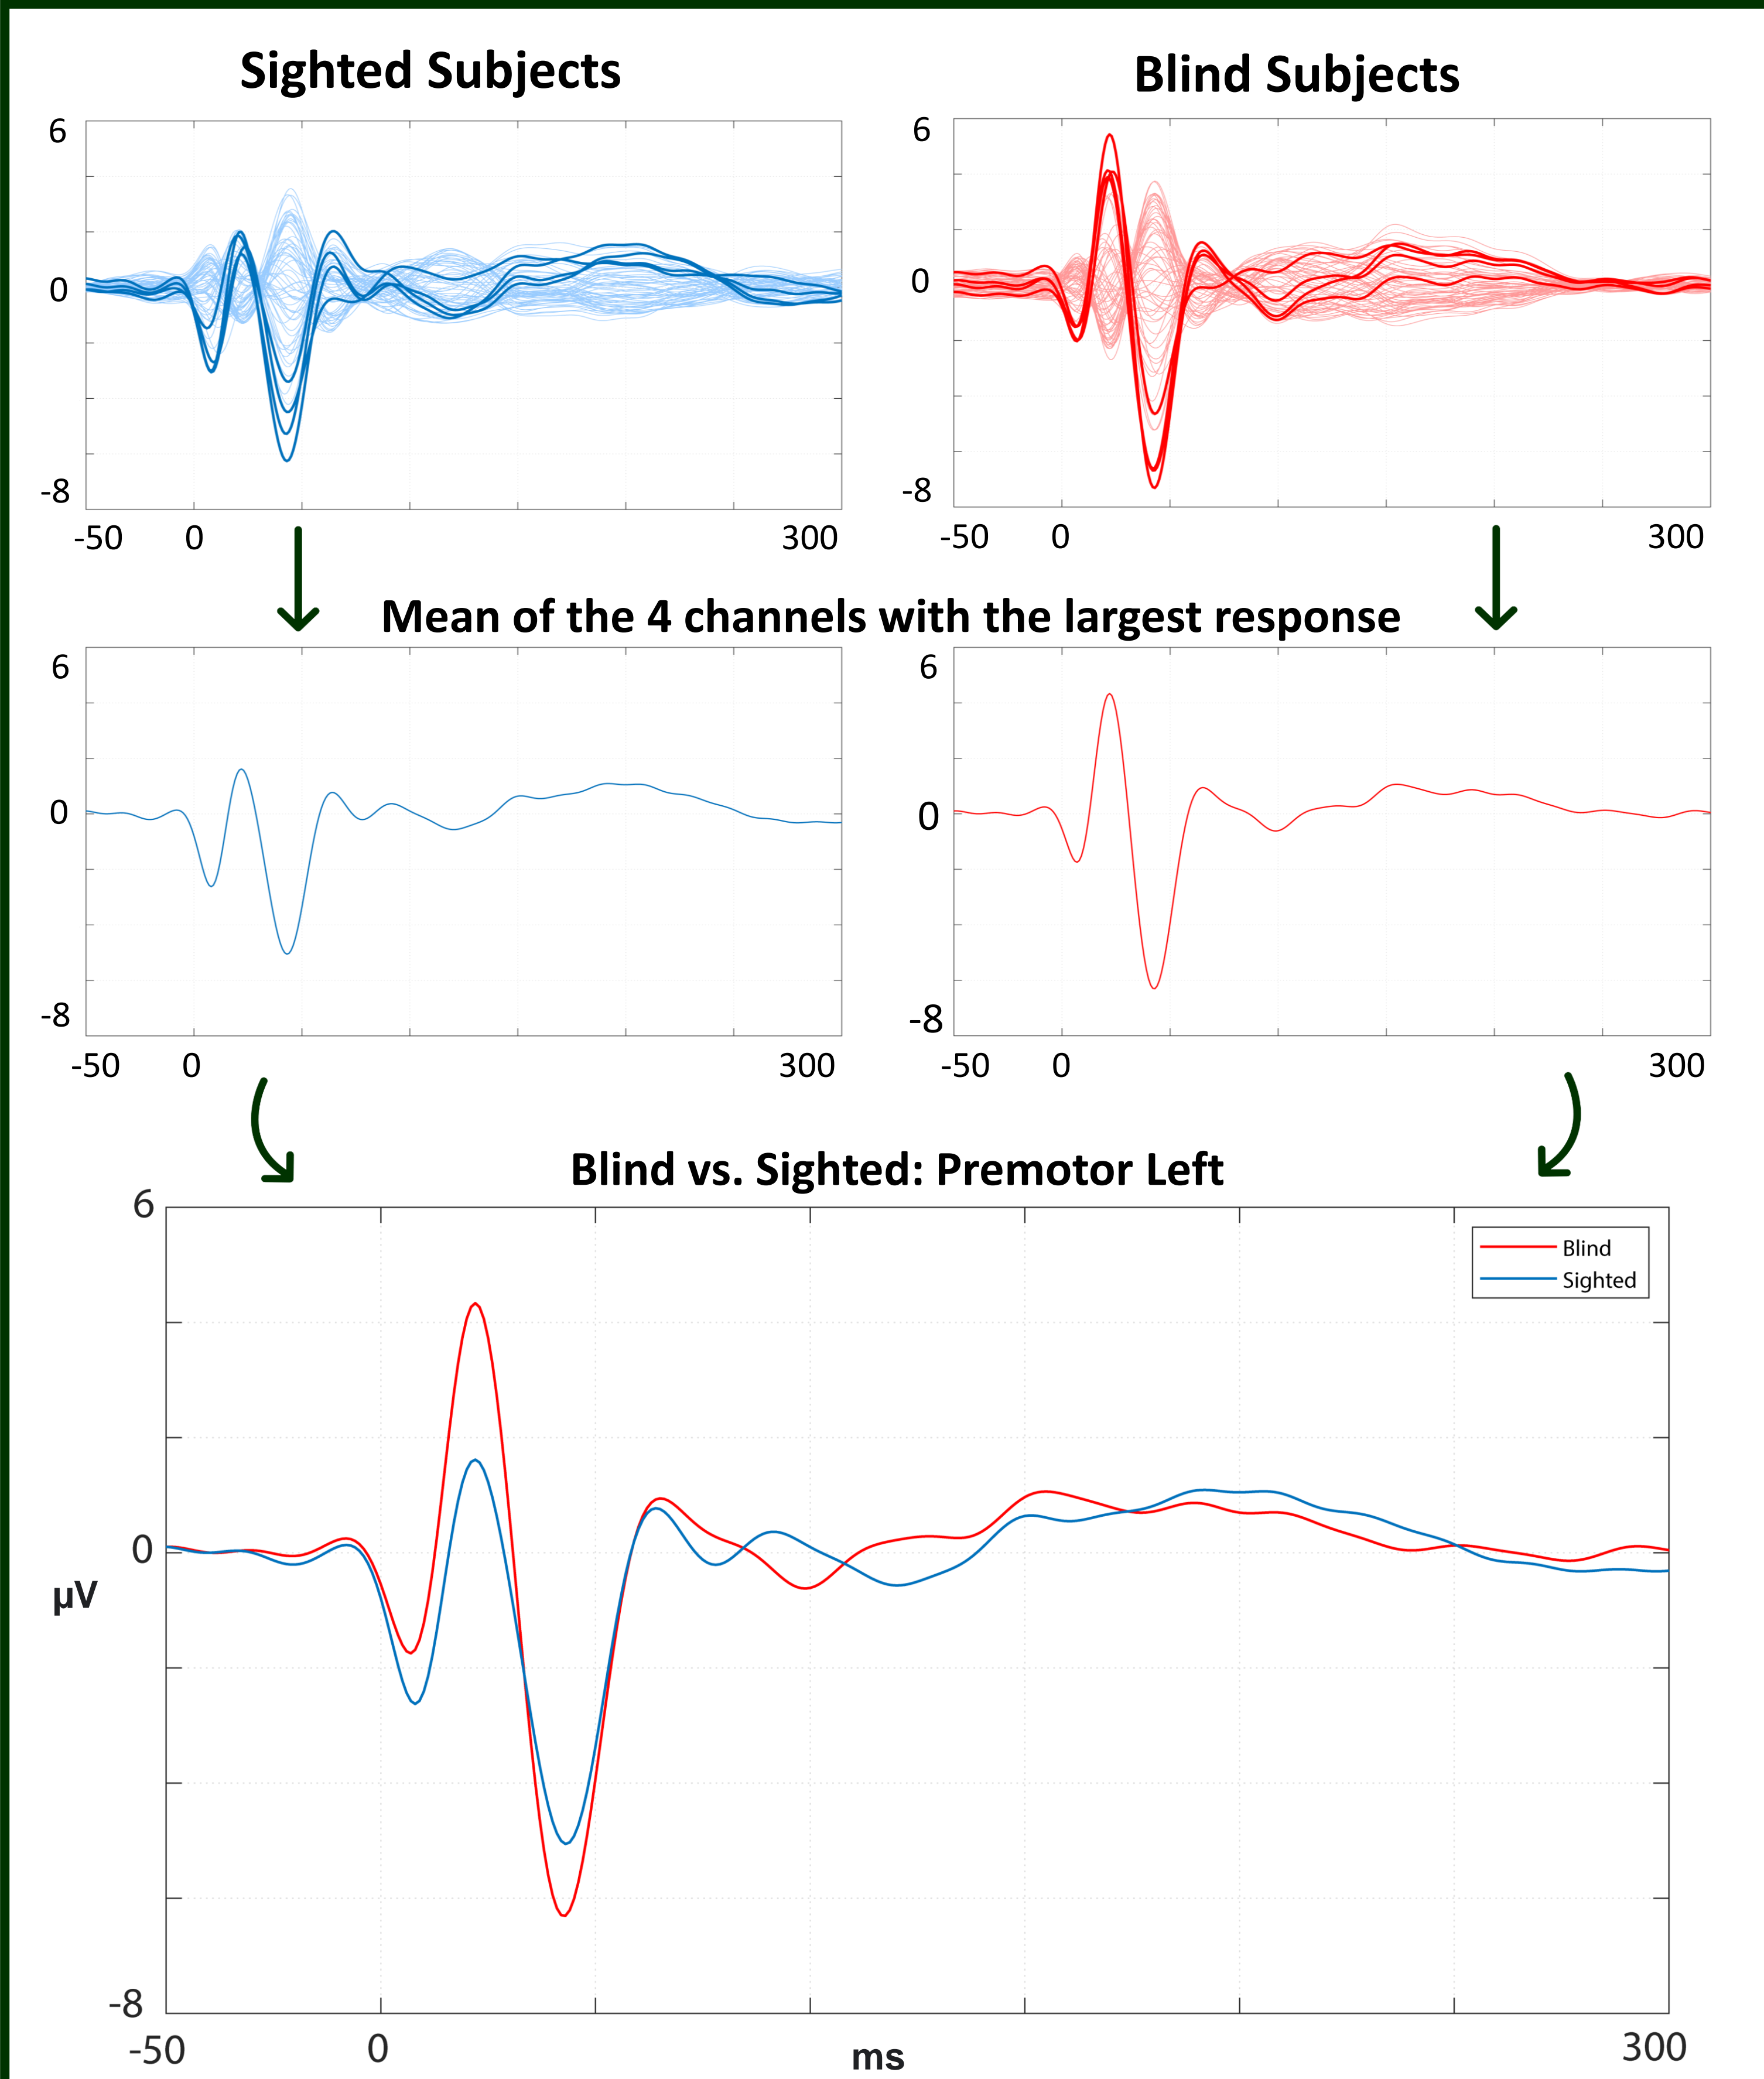 Sighted Subjects
Blind Subjects
6
0
-8
-50 0 300
6
0
-8
-50 0 300
Mean of the 4 channels with the largest response
6
0
-8
-50 0 300
6
0
-8
-50 0 300
Blind vs. Sighted: Premotor Left
6
Blind
Sighted
0
µV
-8
-50 0 ms 300